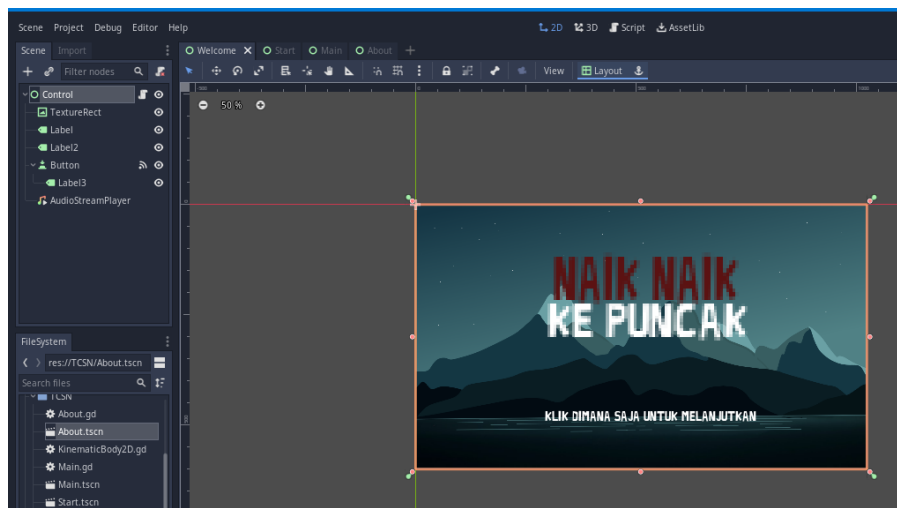 Scene Project Debug Editor Help
2D 3D Script AssetLib
Scene Import
Welcome Start Main About
Filter nodes
View Layout
Control
50 %
TextureRect
Label
Label2
Button
Label3
AudioStreamPlayer
NAIK NAIK
KE PUNCAK
KLIK DIMANA SAJA UNTUK MELANJUTKAN
FileSystem
res://TCSN/About.tscn
Search files
TCSN
About.gd
About.tscn
KinematicBody2D.gd
Main.gd
Main.tscn
Start.tscn